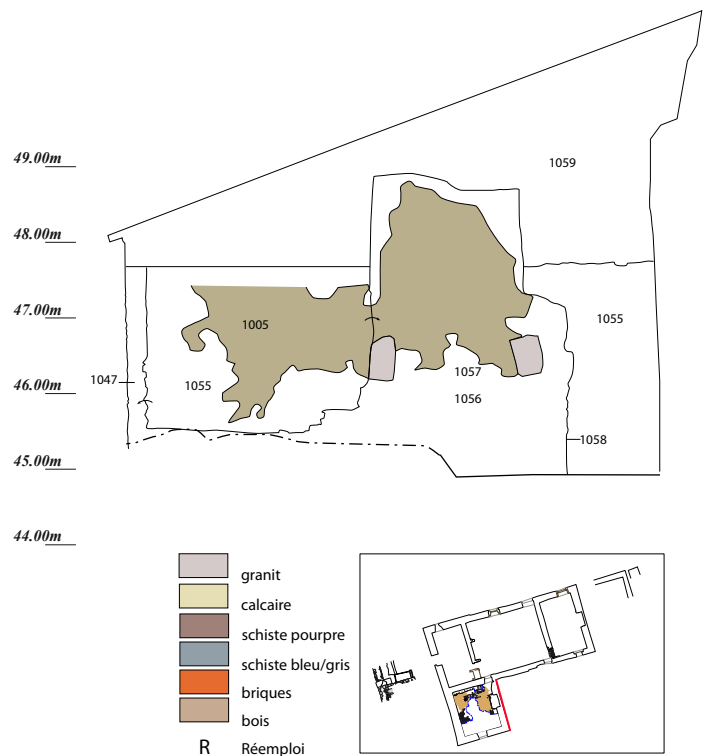 49.00m
1059
48.00m
47.00m
1005
1055
1055
1057
1047
46.00m
1056
1058
45.00m
44.00m
granit
calcaire
schiste pourpre
schiste bleu/gris
briques
bois
R Réemploi